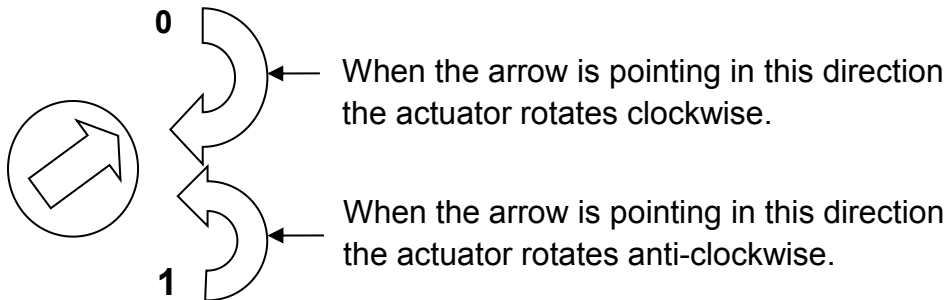 0
When the arrow is pointing in this direction
the actuator rotates clockwise.
When the arrow is pointing in this direction
the actuator rotates anti-clockwise.
1